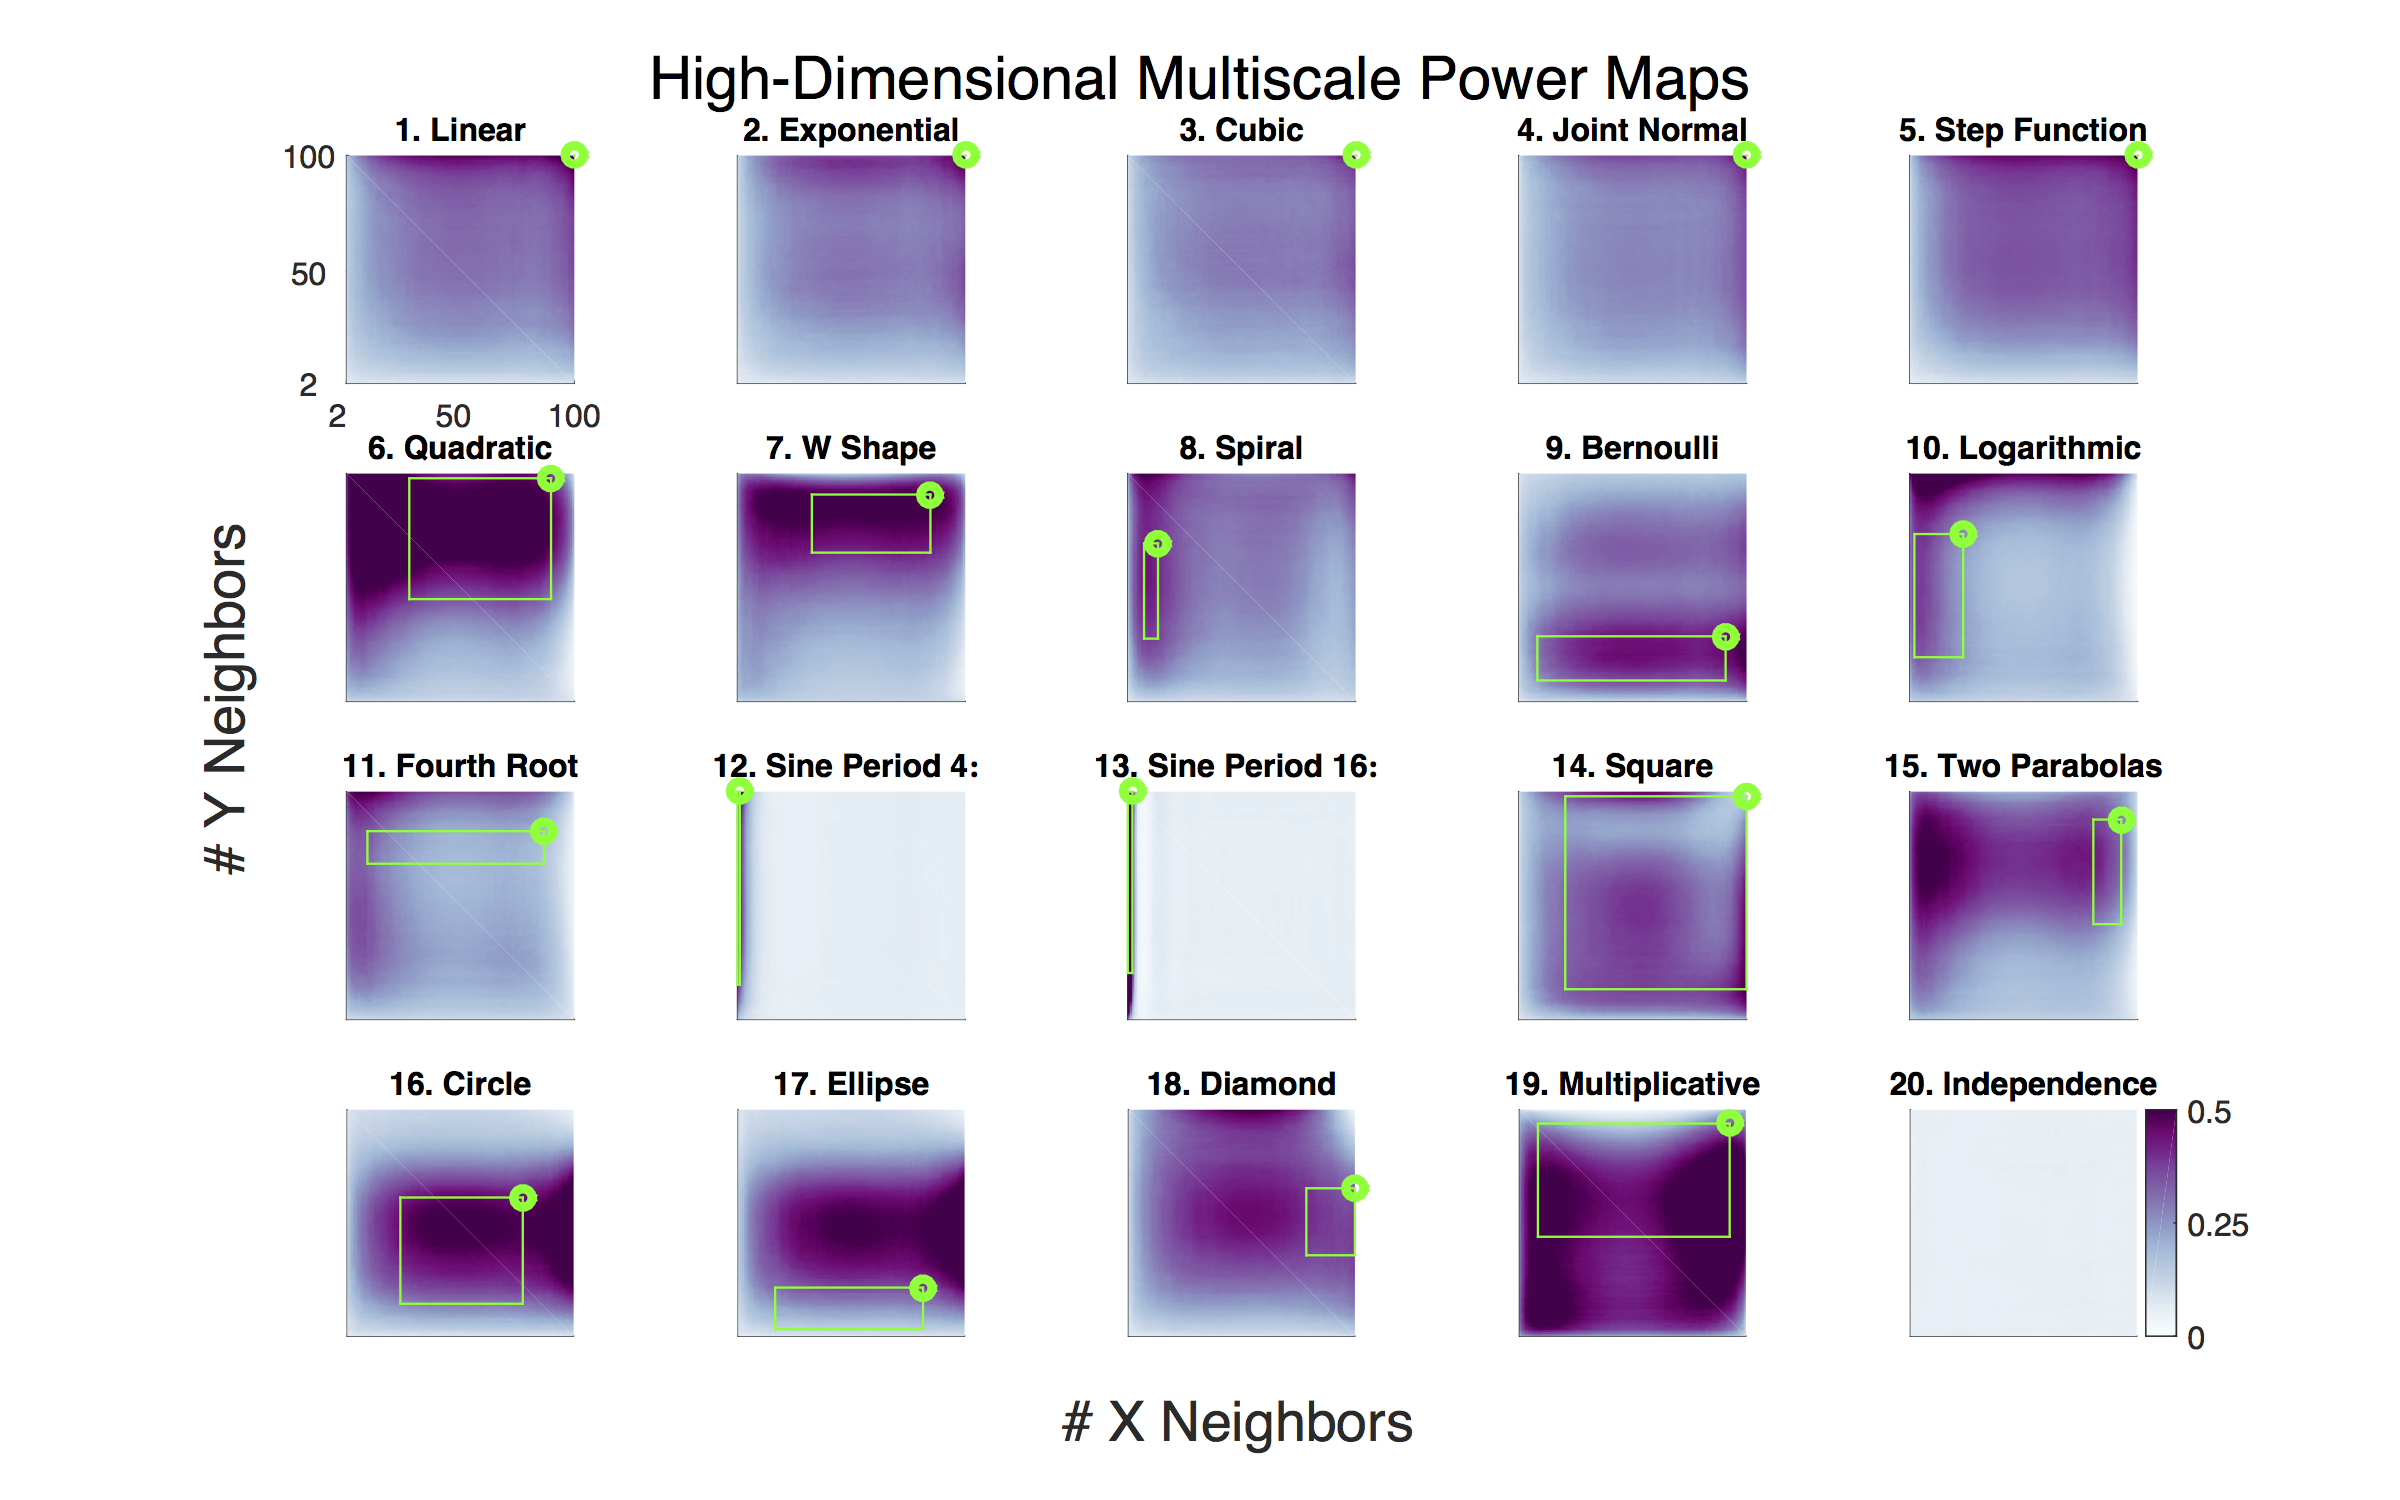 High-Dimensional Multiscale Power Maps
1. Linear
2. Exponential
3. Cubic
4. Joint Normal
5. Step Function
100
50
2
2
50
100
6. Quadratic
7. W Shape
8. Spiral
9. Bernoulli
10. Logarithmic
# Y Neighbors
11. Fourth Root
12. Sine Period 4:
13. Sine Period 16:
14. Square
15. Two Parabolas
16. Circle
17. Ellipse
18. Diamond
19. Multiplicative
20. Independence
0.5
0.25
0
# X Neighbors